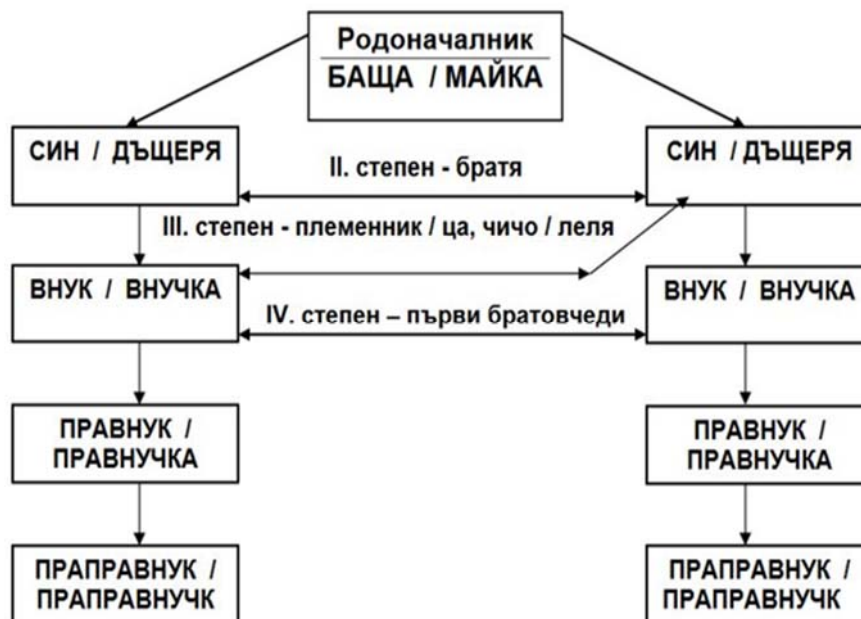 Родоначалник
БАЩА / МАЙКА
СИН / ДЪЩЕРЯ
СИН / ДЪЩЕРЯ
II. степен - братя
III. степен - племенник / ца, чичо / леля
ВНУК / ВНУЧКА
ВНУК / ВНУЧКА
IV. степен – първи братовчеди
ПРАВНУК /
ПРАВНУЧКА
ПРАВНУК /
ПРАВНУЧКА
ПРАПРАВНУК /
ПРАПРАВНУЧК
ПРАПРАВНУК /
ПРАПРАВНУЧК